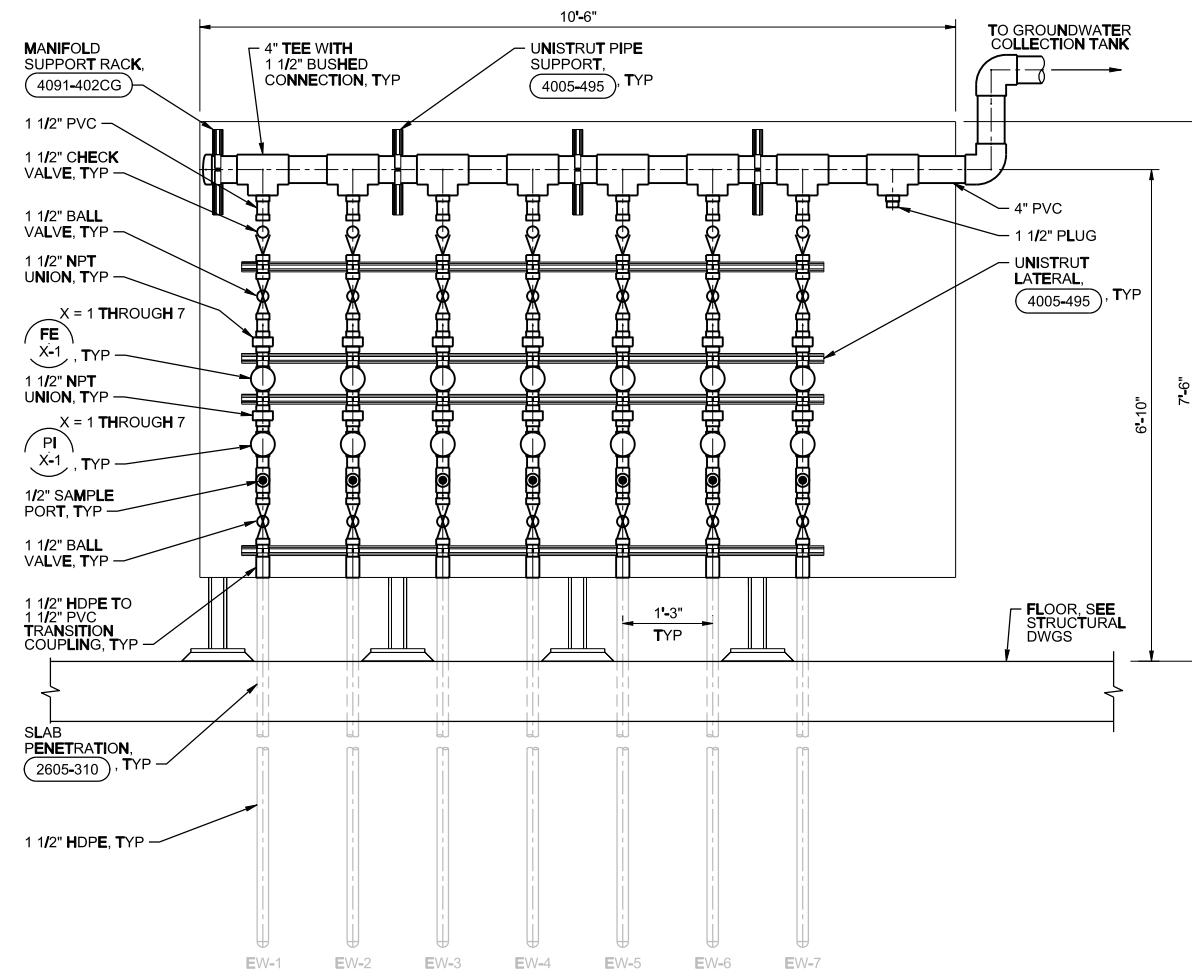 10'-6"
TO GROUNDWATER
COLLECTION TANK
MANIFOLD
SUPPORT RACK,
4091-402CG
4" TEE WITH
1 1/2" BUSHED
CONNECTION, TYP
UNISTRUT PIPE
SUPPORT,
4005-495 , TYP
1 1/2" PVC
1 1/2" CHECK
VALVE, TYP
1 1/2" BALL
VALVE, TYP
1 1/2" NPT
UNION, TYP
X = 1 THROUGH 7
FE
X-1 , TYP
1 1/2" NPT
UNION, TYP
X = 1 THROUGH 7
PI
X-1 , TYP
1/2" SAMPLE
PORT, TYP
1 1/2" BALL
VALVE, TYP
1 1/2" HDPE TO
1 1/2" PVC
TRANSITION
COUPLING, TYP
4" PVC
1 1/2" PLUG
UNISTRUT
LATERAL,
4005-495 , TYP
6'-10"
7'-6"
1'-3"
TYP
FLOOR, SEE
STRUCTURAL
DWGS
SLAB
PENETRATION,
2605-310 , TYP
1 1/2" HDPE, TYP
EW-1
EW-2
EW-3
EW-4
EW-5
EW-6
EW-7